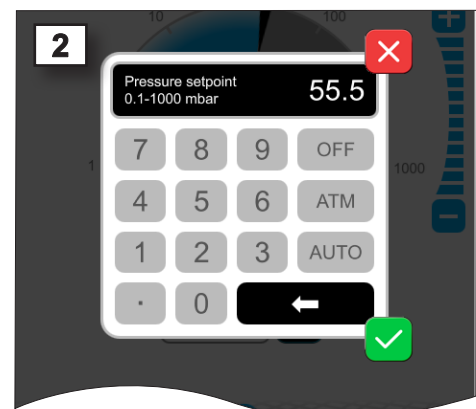 2
10 100
Pressure setpoint
0.1-1000 mbar
55.5
7 8 9 OFF
1 1000
4 5 6 ATM
1 2 3 AUTO
. 0